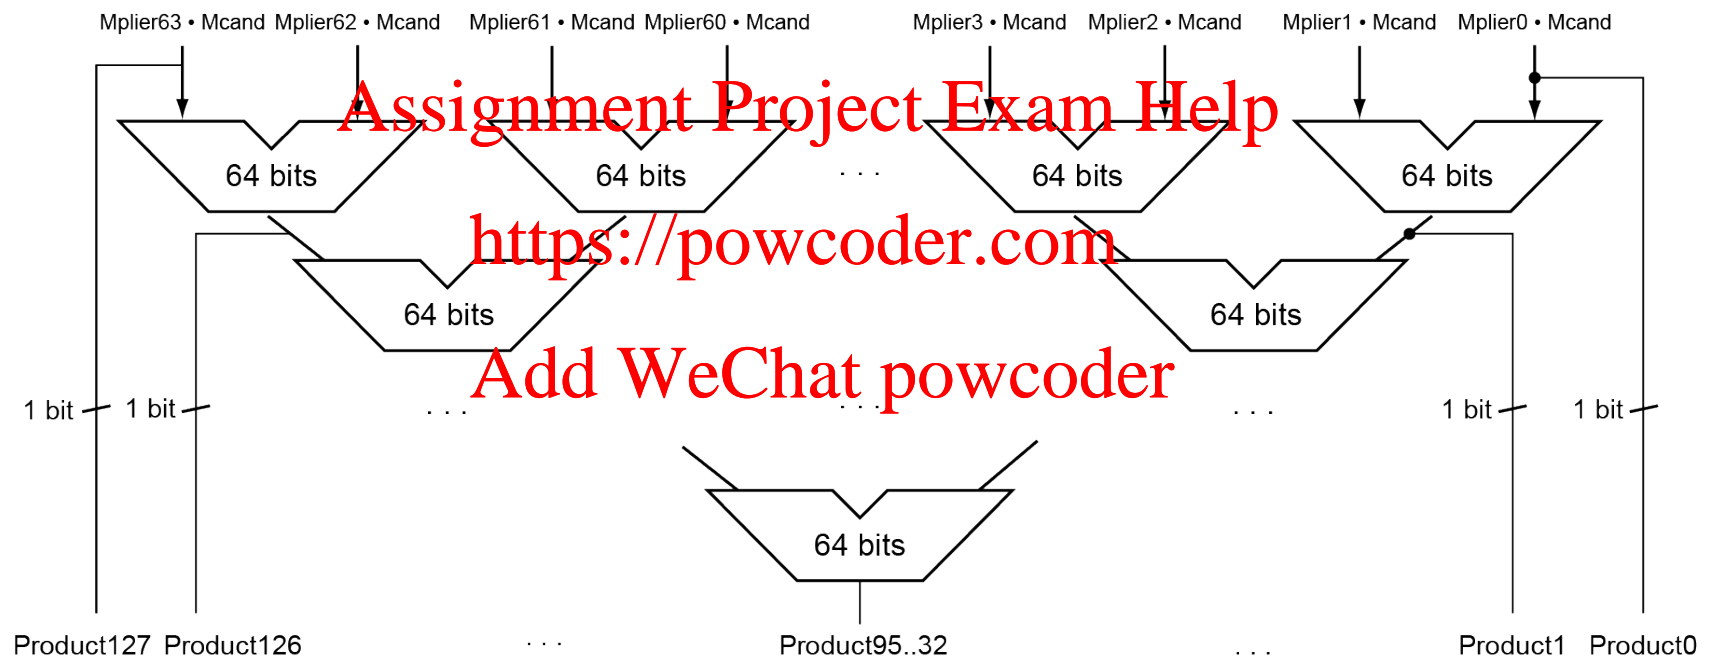 Mplier63 • Mcand Mplier62 • Mcand Mplier61 • Mcand Mplier60 • Mcand Mplier3 • Mcand Mplier2 • Mcand Mplier1 • Mcand Mplier0 • Mcand
Assignment Project Exam Help
64 bits 64 bits . . . 64 bits 64 bits
https://powcoder.com
64 bits 64 bits
Add WeChat powcoder
1 bit 1 bit . . . . . . . . . 1 bit 1 bit
64 bits
Product127 Product126 . . . Product95..32 . . . Product1 Product0